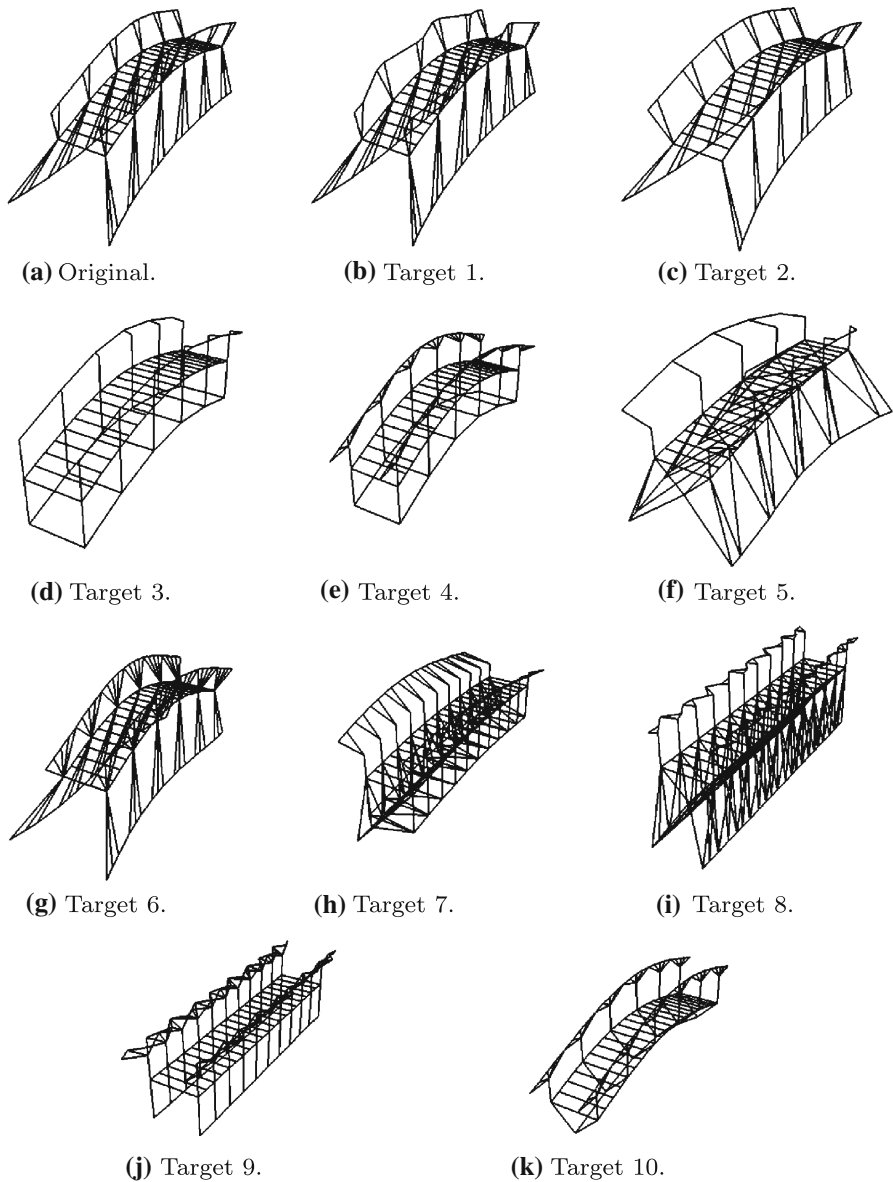 (a) Original.
(b) Target 1.
(c) Target 2.
(d) Target 3.
(e) Target 4.
(f) Target 5.
(g) Target 6.
(h) Target 7.
(i) Target 8.
(j) Target 9.
(k) Target 10.